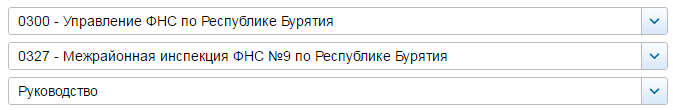 0300 - Управление ФНС по Республике Бурятия
0327 - Межрайонная инспекция ФНС №9 по Республике Бурятия
Руководство